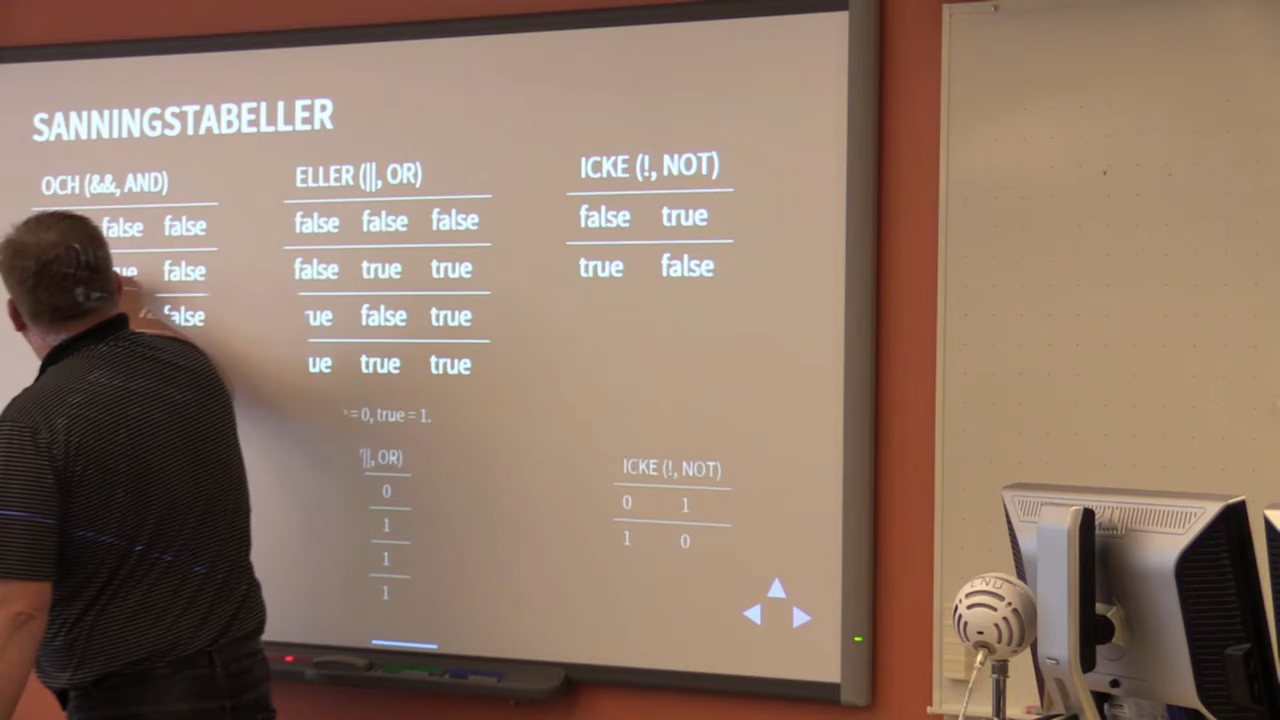 SANNINGSTABELLER
OCH (&&, AND)
false false
false
false
ELLER (||, OR)
false false false
false true true
false true
true true
ICKE (!, NOT)
false true
true false
= 0, true = 1.
||, OR)
0
1
1
1
ICKE (!, NOT)
0 1
1 0
LNU